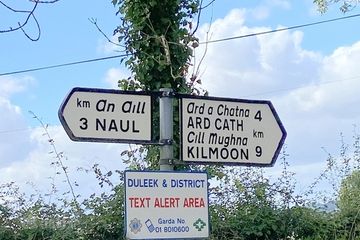 km An Aill
3 NAUL
Ard a Chatna
ARD CATH 4
km
Cill Mughna
KILMOON 9
DULEEK & DISTRICT
TEXT ALERT AREA
Garda No.
01 8010600